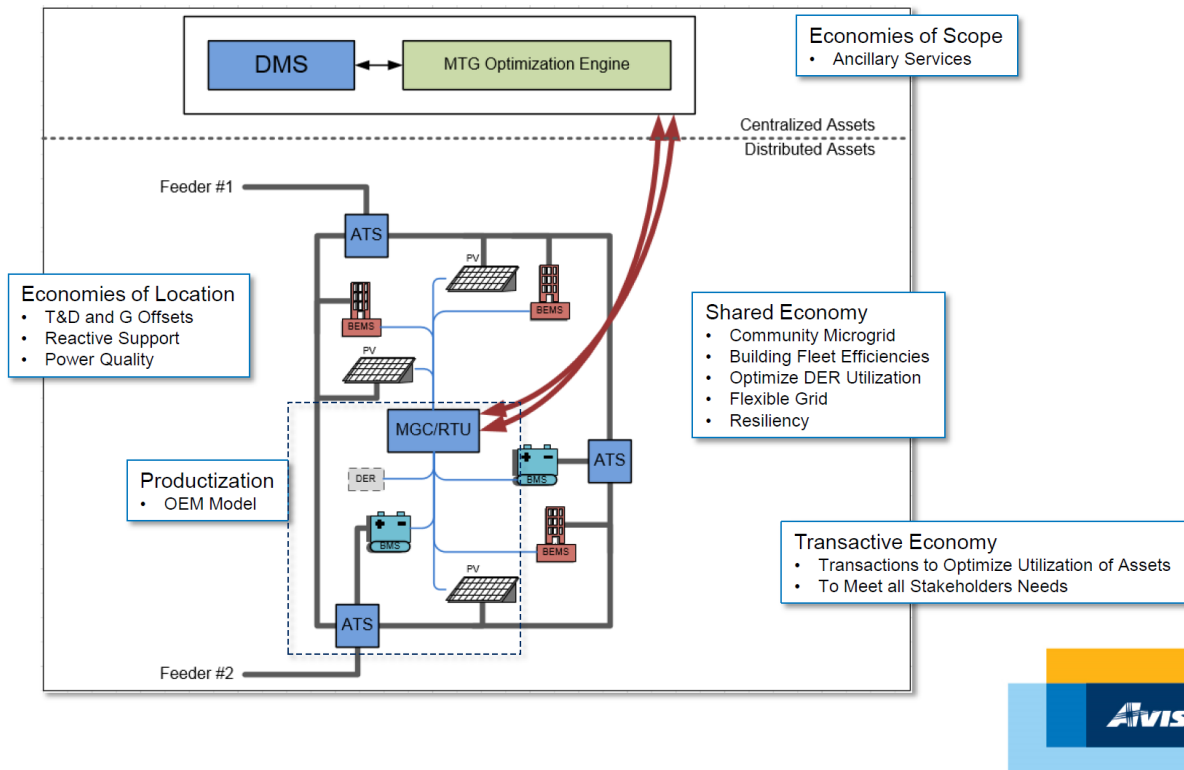 DMS
MTG Optimization Engine
Economies of Scope
• Ancillary Services
Centralized Assets
Distributed Assets
Feeder #1
ATS
PV
BEMS
BEMS
PV
Economies of Location
• T&D and G Offsets
• Reactive Support
• Power Quality
Shared Economy
• Community Microgrid
• Building Fleet Efficiencies
• Optimize DER Utilization
• Flexible Grid
• Resiliency
MGC/RTU
Productization
• OEM Model
DER
+ -
BMS
ATS
+ -
BMS
BEMS
PV
Transactive Economy
• Transactions to Optimize Utilization of Assets
• To Meet all Stakeholders Needs
ATS
Feeder #2
AVIS